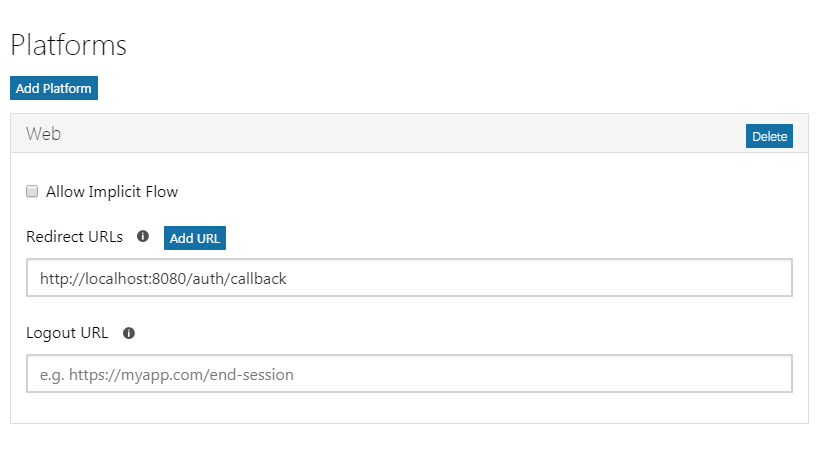 Platforms
Add Platform
Web
Delete
Allow Implicit Flow
Redirect URLs
Add URL
http://localhost:8080/auth/callback
Logout URL
e.g. https://myapp.com/end-session